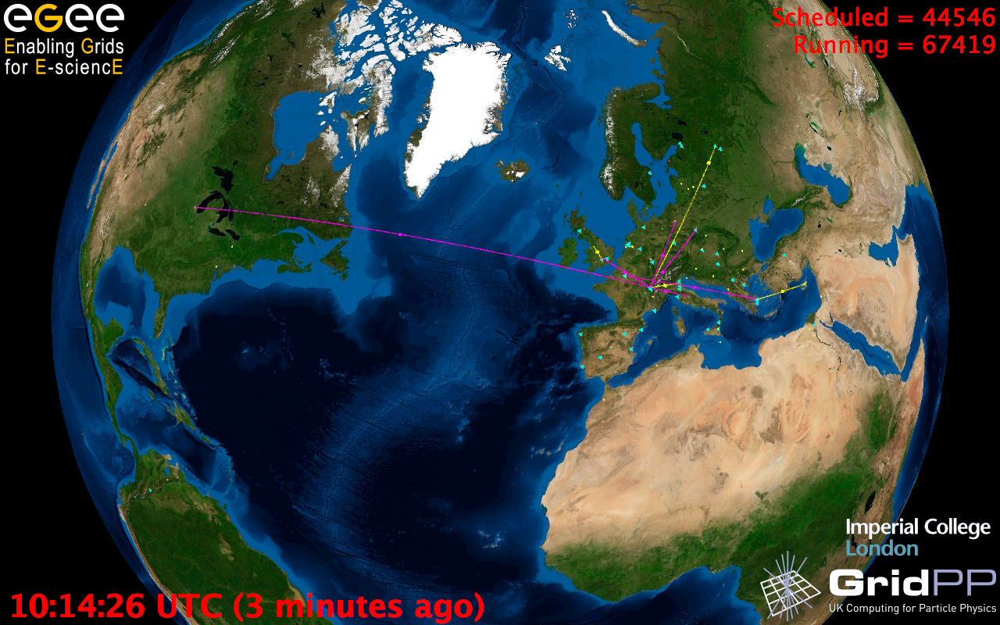 eGee
Enabling Grids
for E-sciencE
Scheduled = 44546
Running = 67419
Imperial College
London
GridPP
UK Computing for Particle Physics
10:14:26 UTC (3 minutes ago)